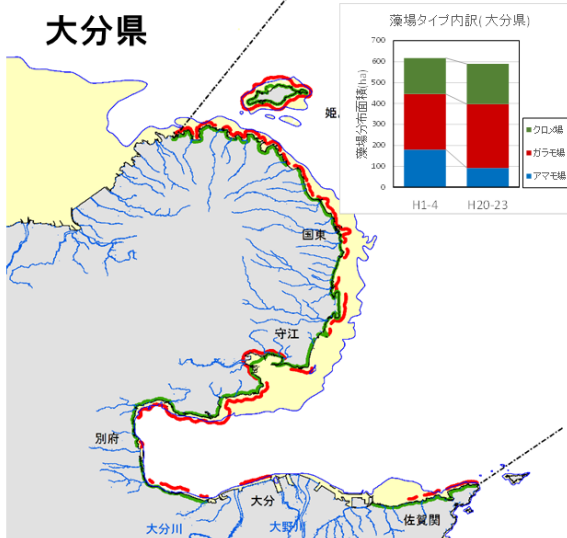 大分県
藻場タイプ内訳(大分県)
藻場分布面積(ha)
700
600
500
400
300
200
100
0
H1-4
H20-23
クロメ場
ガラモ場
アマモ場
姫
国東
守江
別府
大分
大分川
大野川
佐賀関